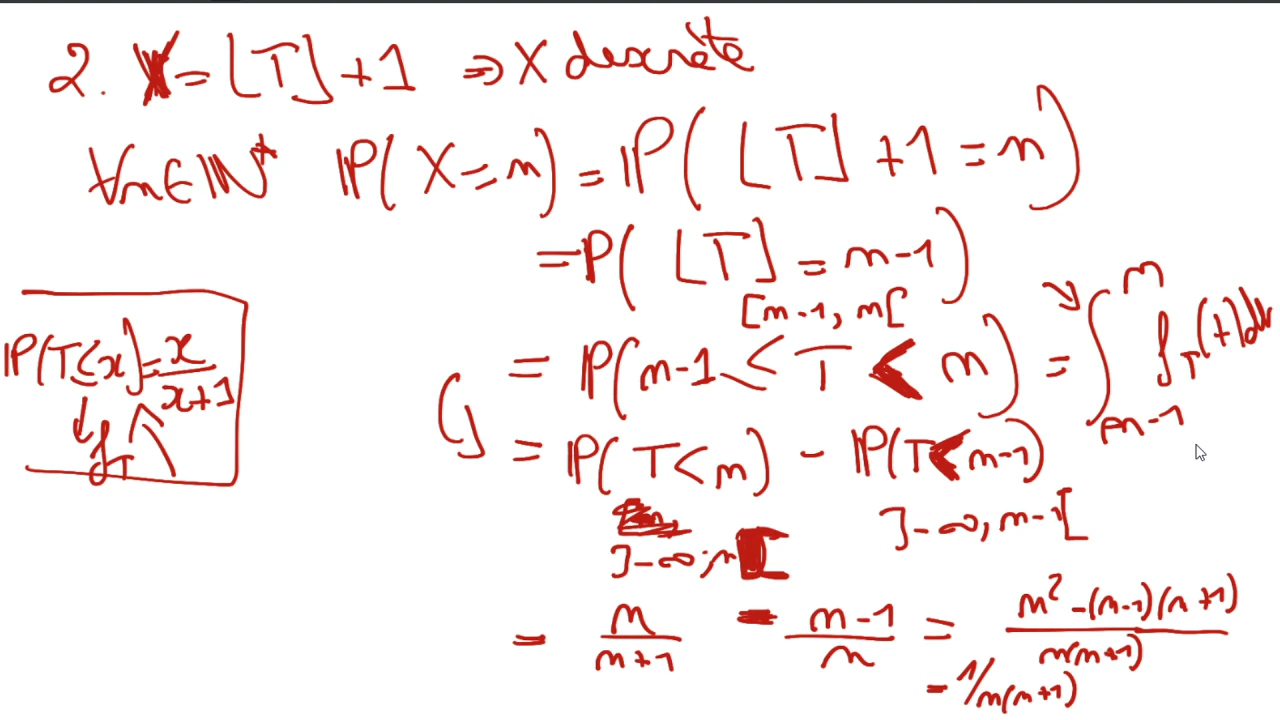 2. X = ⌊T⌋ + 1 ⇒ X discrète
∀n∈ℕ* ℙ(X=n) = ℙ(⌊T⌋ +1 = n)
= ℙ(⌊T⌋ = n-1)
[n-1, n[
= ℙ(n-1 ≤ T < n) = ∫_{n-1}^{n} f_T(t)dt
= ℙ(T<n) - ℙ(T<n-1)
]-∞; n[ ]-∞, n-1[
= n/(n+1) - (n-1)/n = (n² -(n-1)(n+1))/(n(n+1))
= 1/n(n+1)
ℙ(T≤x) = x/(x+1)
↓
f_T